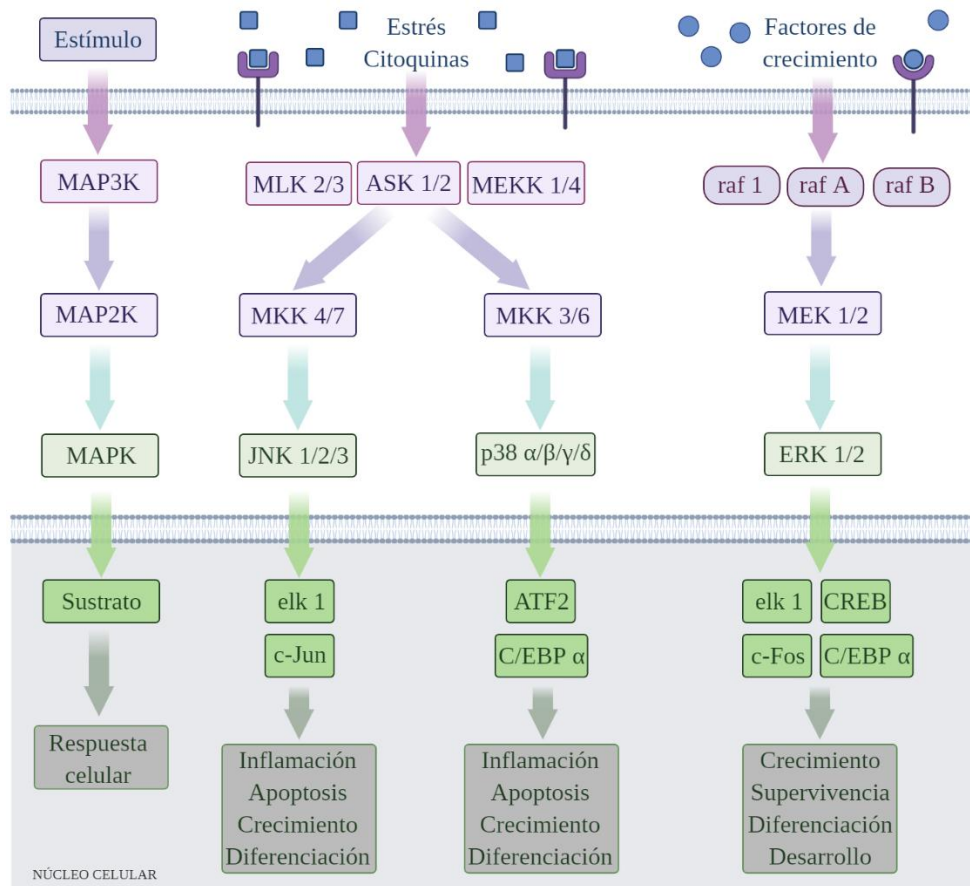 Estímulo
Estrés
Citoquinas
Factores de
crecimiento
MAP3K
MLK 2/3
ASK 1/2
MEKK 1/4
raf 1
raf A
raf B
MAP2K
MKK 4/7
MKK 3/6
MEK 1/2
MAPK
JNK 1/2/3
p38 α/β/γ/δ
ERK 1/2
Sustrato
elk 1
ATF2
elk 1
CREB
c-Jun
C/EBP α
c-Fos
C/EBP α
Respuesta
celular
Inflamación
Apoptosis
Crecimiento
Diferenciación
Inflamación
Apoptosis
Crecimiento
Diferenciación
Crecimiento
Supervivencia
Diferenciación
Desarrollo
NÚCLEO CELULAR